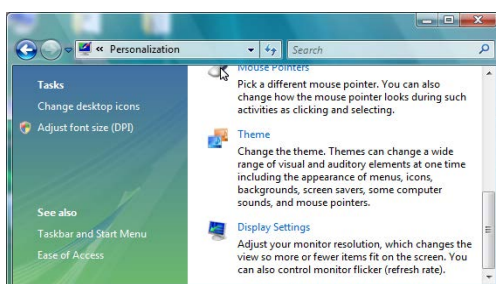 « Personalization
Search
Tasks
Change desktop icons
Adjust font size (DPI)
See also
Taskbar and Start Menu
Ease of Access
Mouse Pointers
Pick a different mouse pointer. You can also
change how the mouse pointer looks during such
activities as clicking and selecting.
Theme
Change the theme. Themes can change a wide
range of visual and auditory elements at one time
including the appearance of menus, icons,
backgrounds, screen savers, some computer
sounds, and mouse pointers.
Display Settings
Adjust your monitor resolution, which changes the
view so more or fewer items fit on the screen. You
can also control monitor flicker (refresh rate).